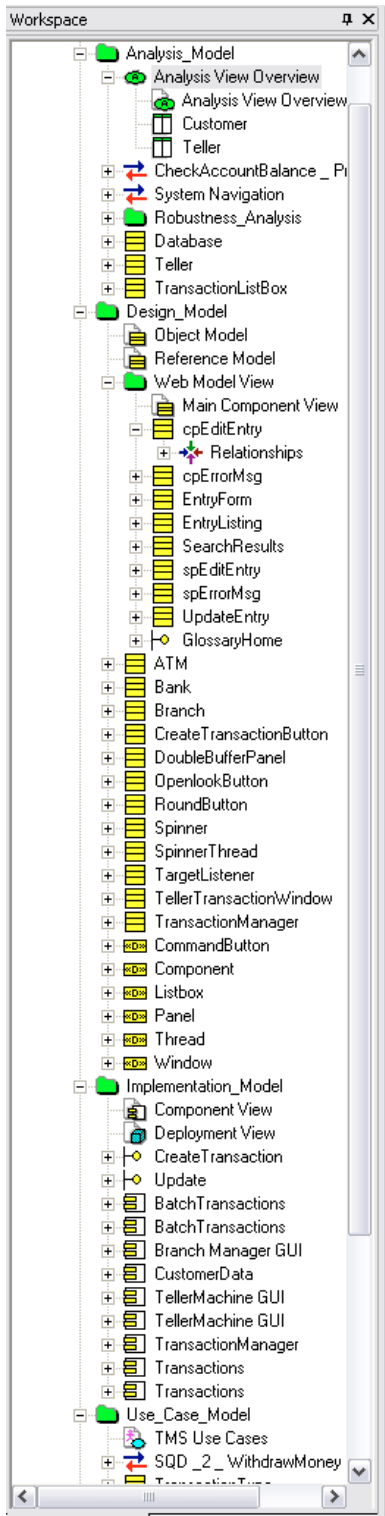 Workspace
Analysis_Model
Analysis View Overview
Analysis View Overview
Customer
Teller
CheckAccountBalance _ Pr
System Navigation
Robustness_Analysis
Database
Teller
TransactionListBox
Design_Model
Object Model
Reference Model
Web Model View
Main Component View
cpEditEntry
Relationships
cpErrorMsg
EntryForm
EntryListing
SearchResults
spEditEntry
spErrorMsg
UpdateEntry
GlossaryHome
ATM
Bank
Branch
CreateTransactionButton
DoubleBufferPanel
OpenlookButton
RoundButton
Spinner
SpinnerThread
TargetListener
TellerTransactionWindow
TransactionManager
«D» CommandButton
«D» Component
«D» Listbox
«D» Panel
«D» Thread
«D» Window
Implementation_Model
Component View
Deployment View
CreateTransaction
Update
BatchTransactions
BatchTransactions
Branch Manager GUI
CustomerData
TellerMachine GUI
TellerMachine GUI
TransactionManager
Transactions
Transactions
Use_Case_Model
TMS Use Cases
SQD _2 _ WithdrawMoney